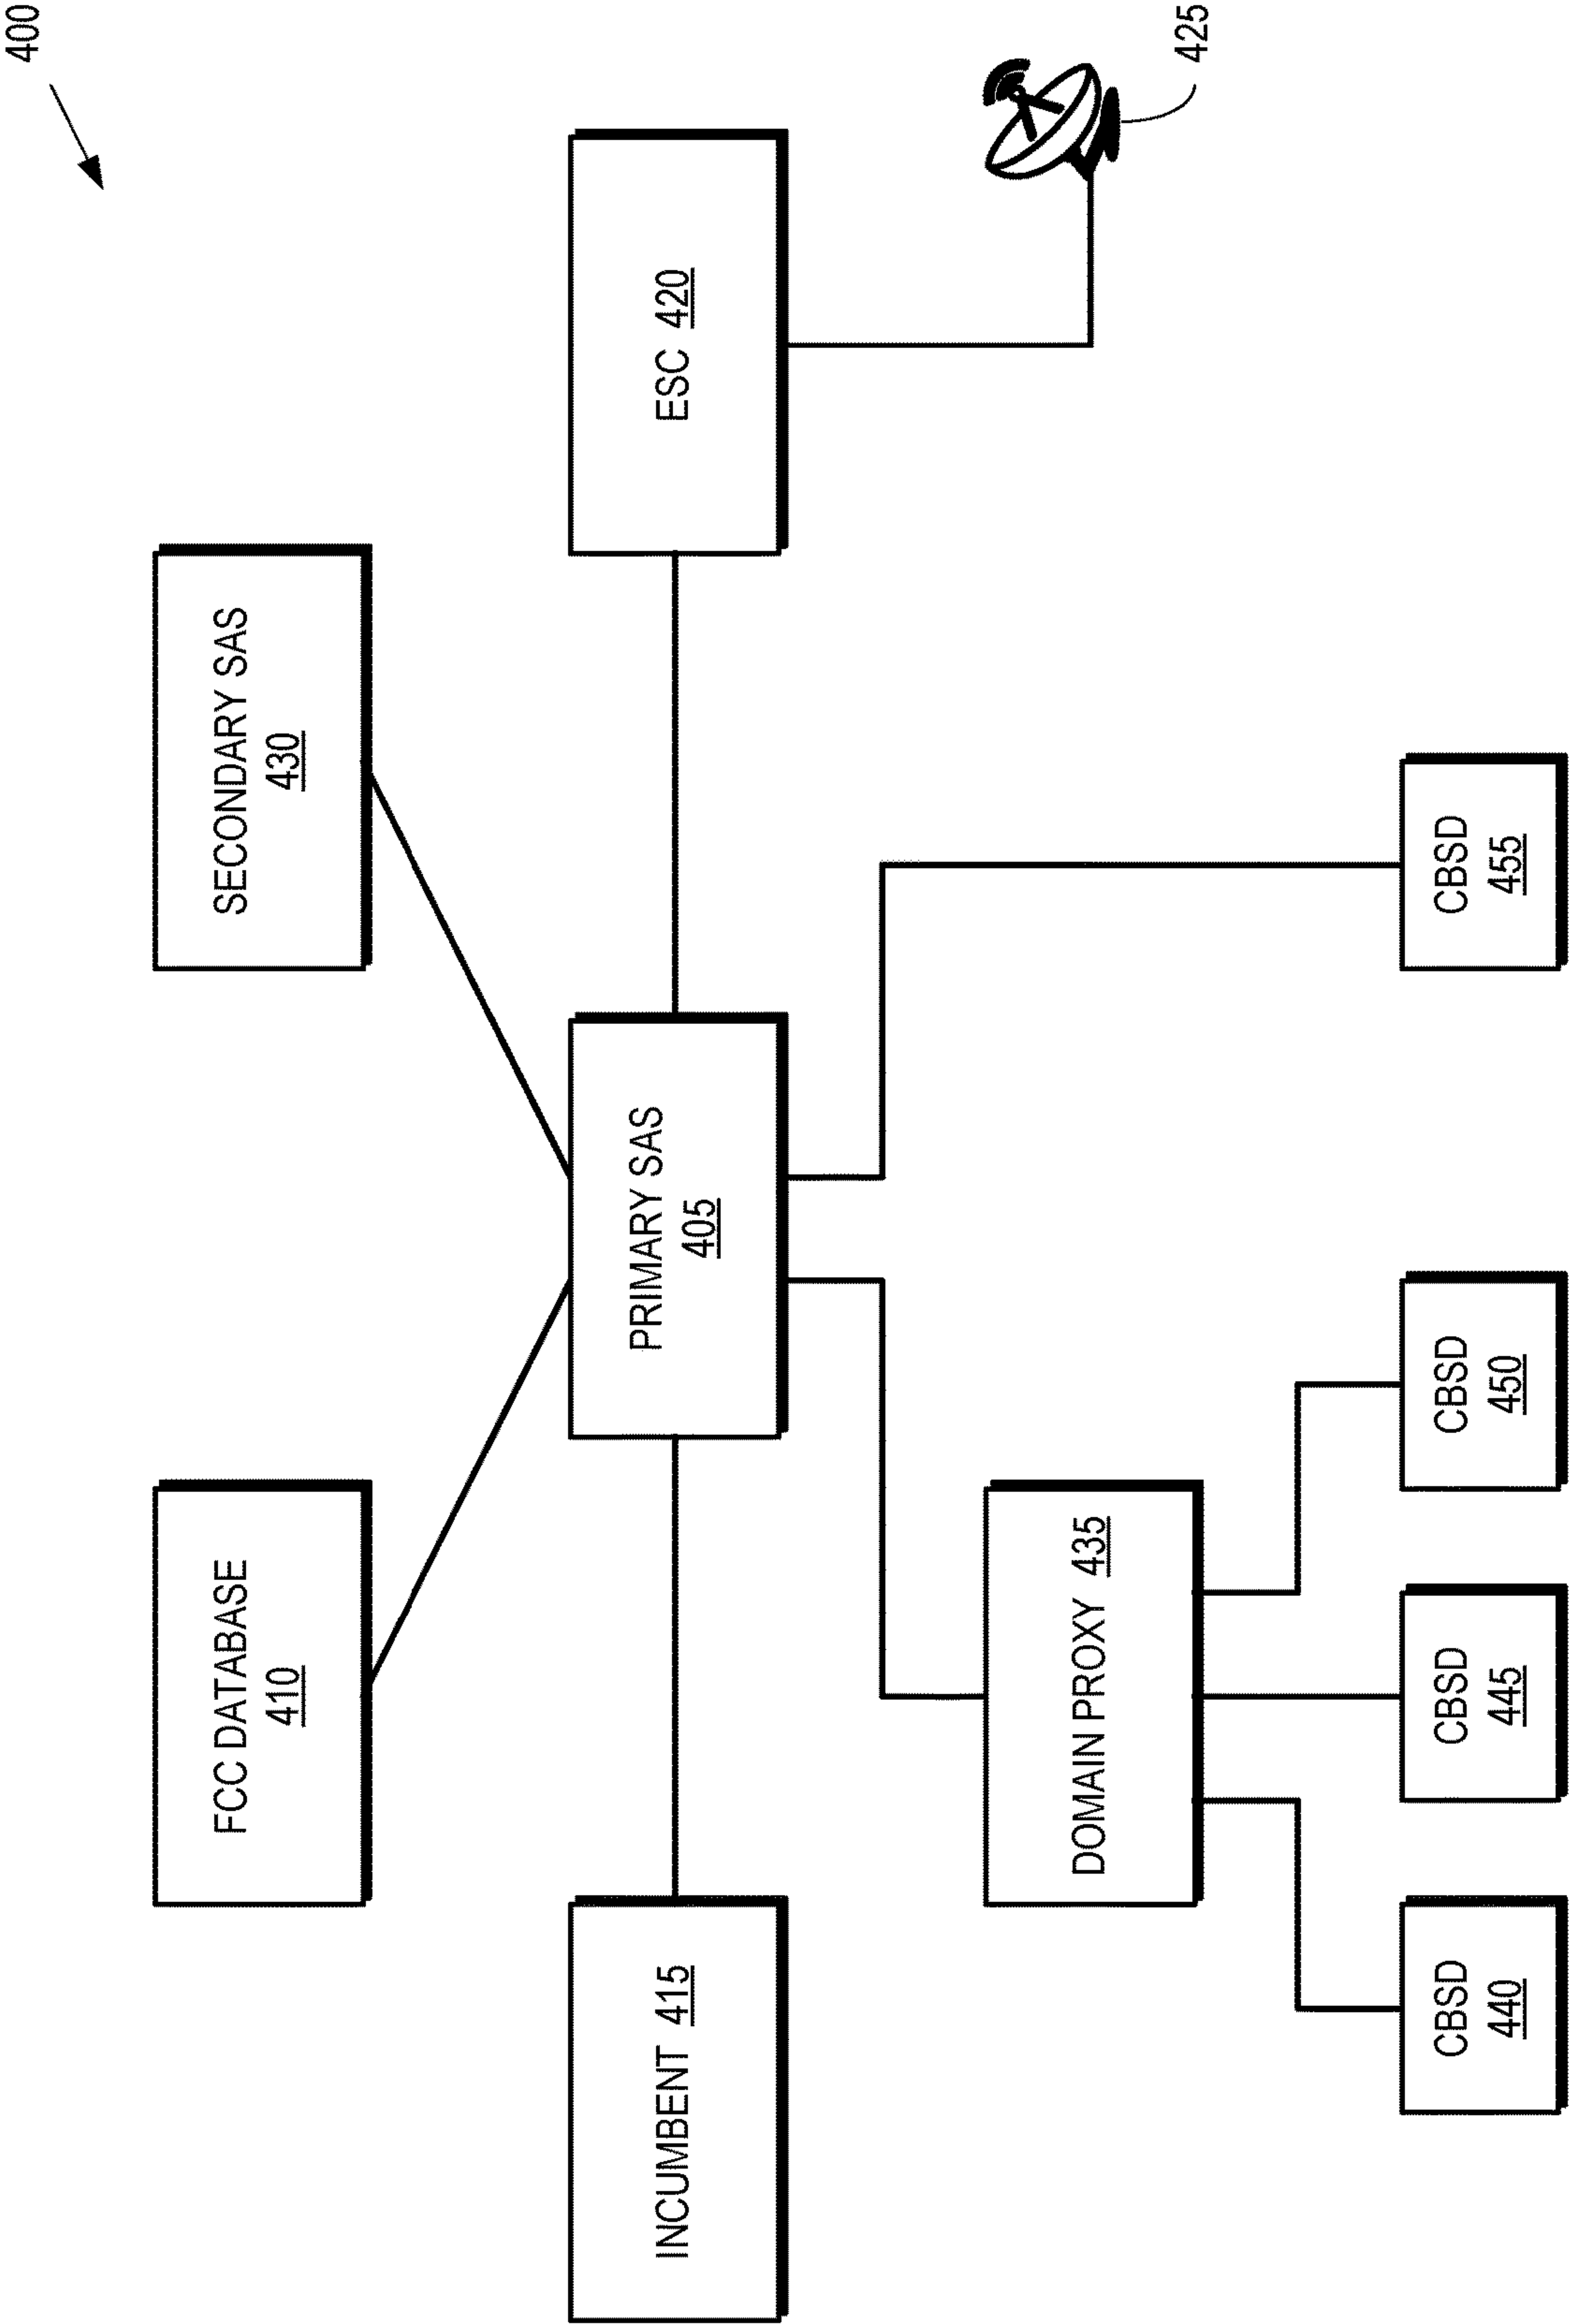 400
FCC DATABASE
410
SECONDARY SAS
430
INCUMBENT 415
PRIMARY SAS
405
ESC 420
DOMAIN PROXY 435
425
CBSD
440
CBSD
445
CBSD
450
CBSD
455